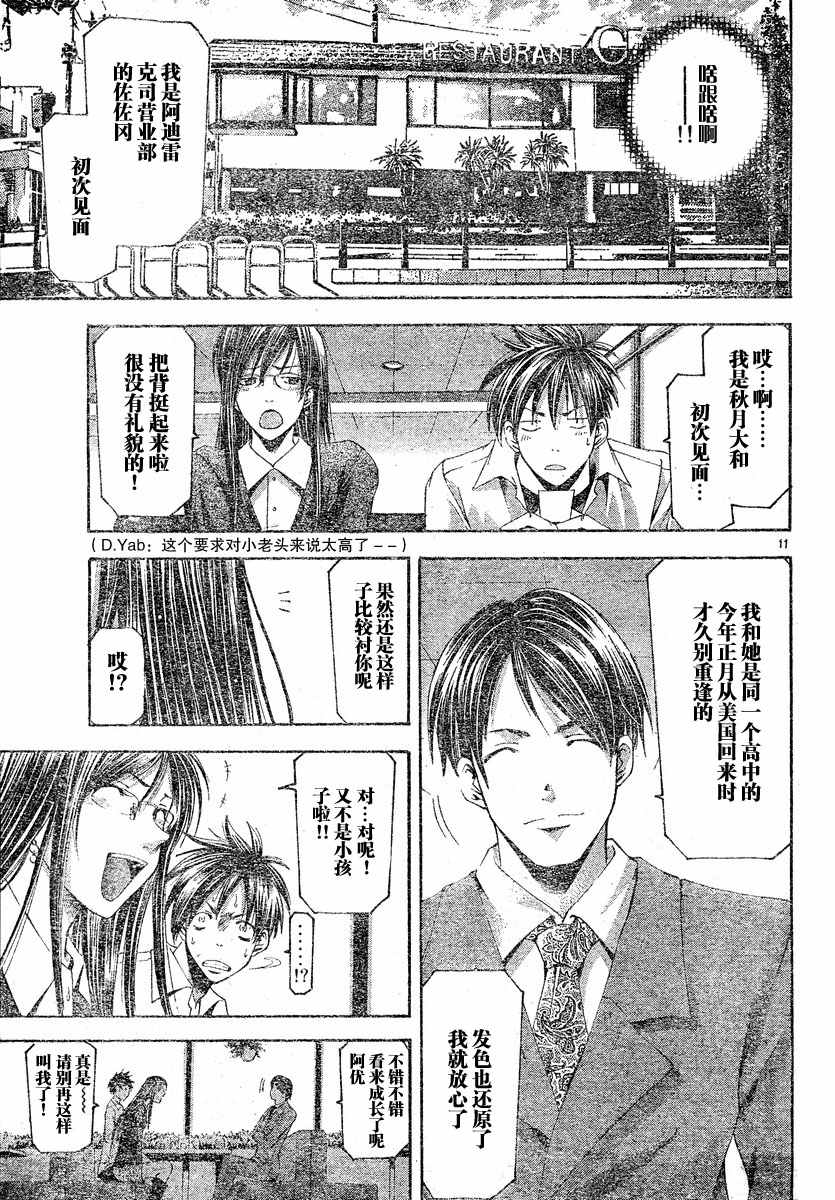 RESTAURANT
啥跟啥啊
——!!
我是阿迪雷
克司营业部
的佐佐冈
初次见面
哎…啊……
我是秋月大和
初次见面…
把背挺起来啦
很没有礼貌的！
（D.Yab：这个要求对小老头来说太高了－－）
11
我和她是同一个高中的
今年正月从美国回来时
才久别重逢的
果然还是这样
子比较衬你呢
哎!?
发色也还原了
我就放心了
对…对呢！
又不是小孩
子啦!!
……!?
不错不错
看来成长了呢
阿优
真是~~
请别再这样
叫我了！